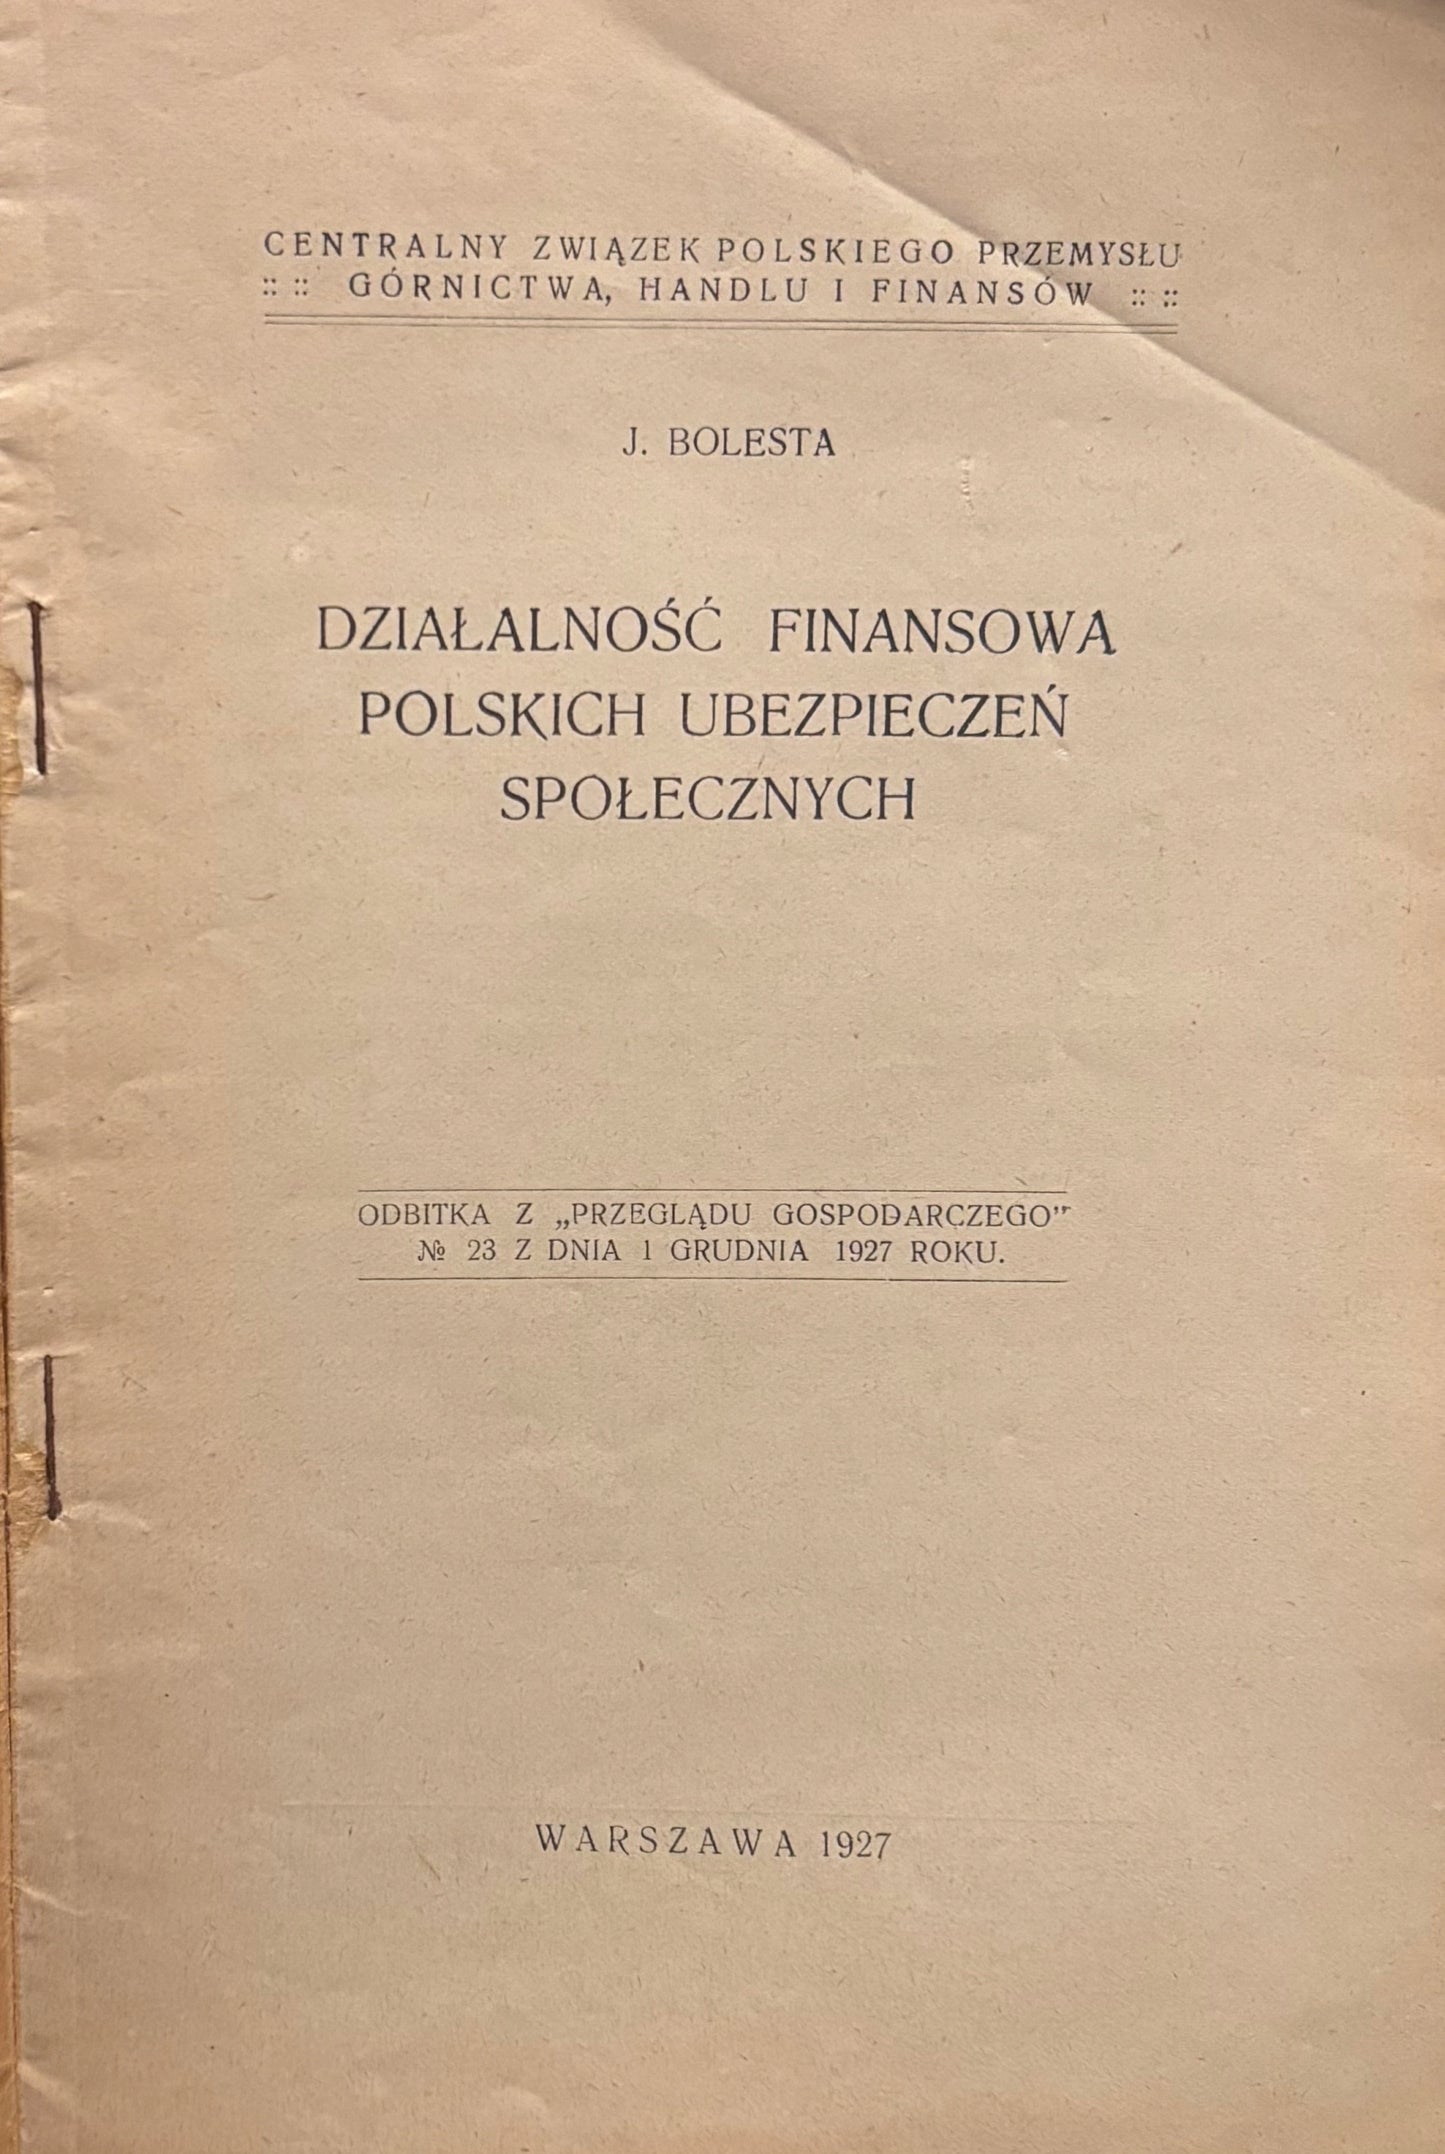 CENTRALNY ZWIĄZEK POLSKIEGO PRZEMYSŁU
:: :: GÓRNICTWA, HANDLU I FINANSÓW :: ::
J. BOLESTA
DZIAŁALNOŚĆ FINANSOWA
POLSKICH UBEZPIECZEŃ
SPOŁECZNYCH
ODBITKA Z „PRZEGLĄDU GOSPODARCZEGO"
№ 23 Z DNIA 1 GRUDNIA 1927 ROKU.
WARSZAWA 1927